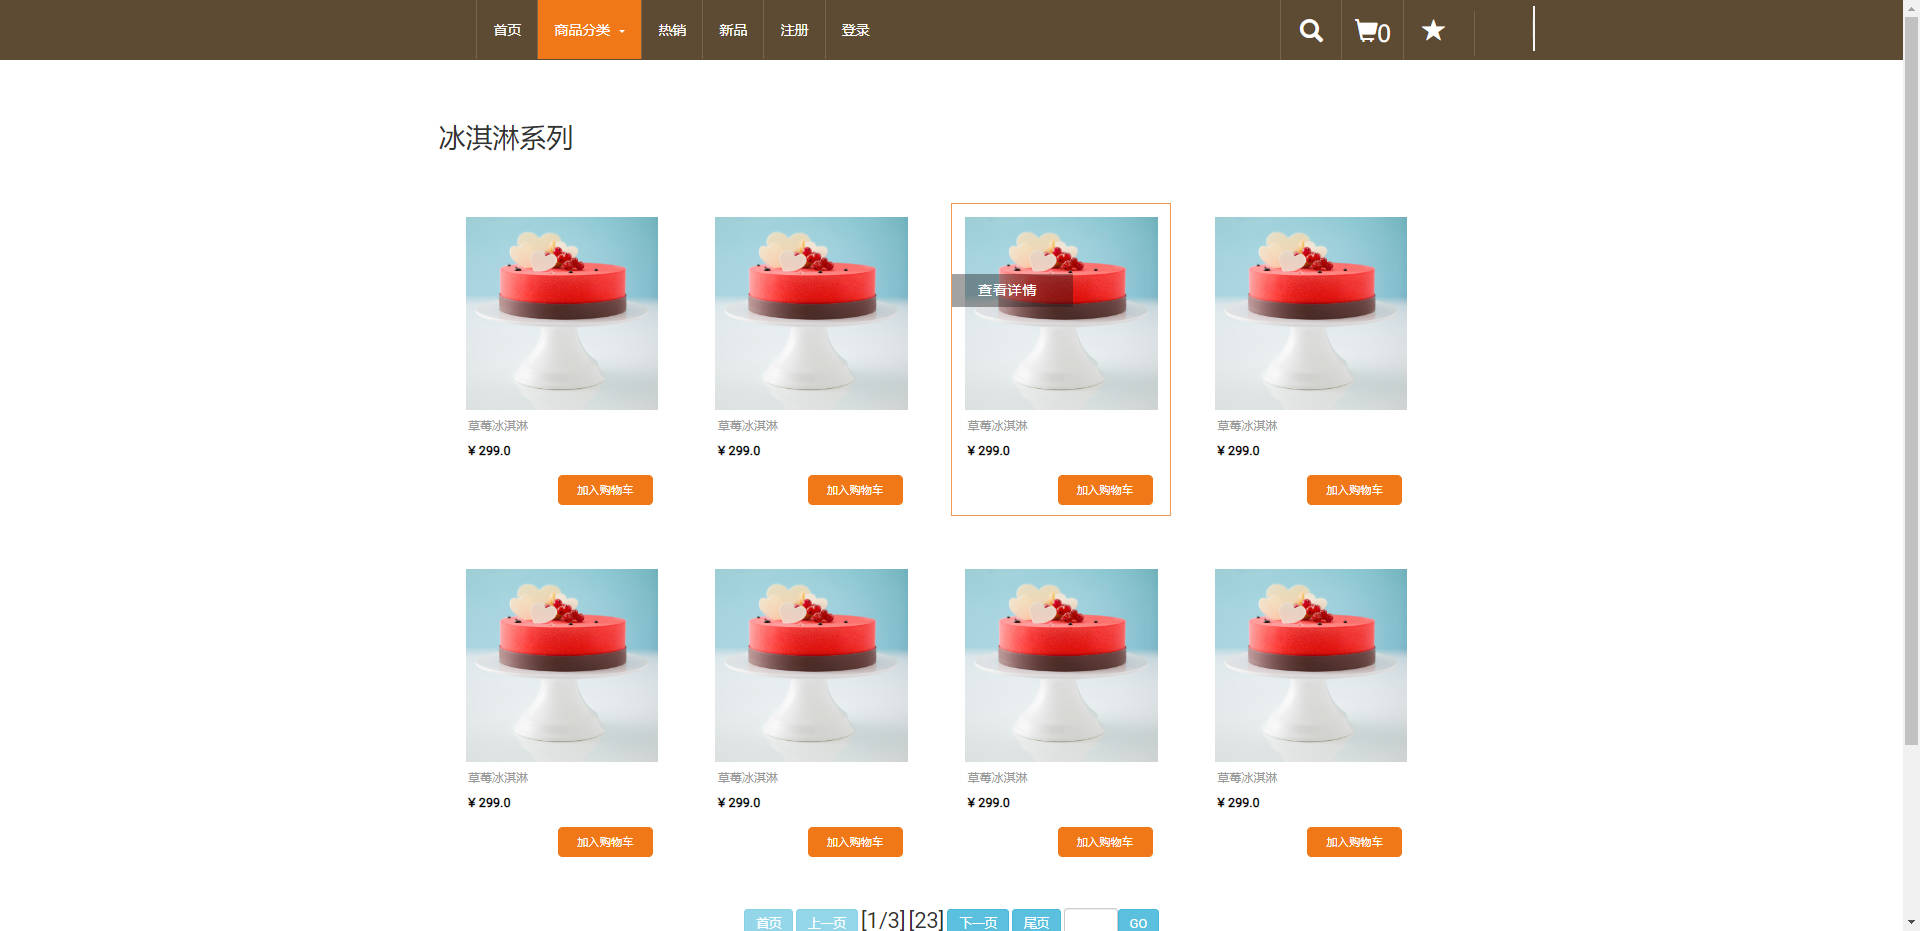 首页 商品分类 热销 新品 注册 登录 0
冰淇淋系列
查看详情
草莓冰淇淋 草莓冰淇淋 草莓冰淇淋 草莓冰淇淋
¥ 299.0 ¥ 299.0 ¥ 299.0 ¥ 299.0
加入购物车 加入购物车 加入购物车 加入购物车
草莓冰淇淋 草莓冰淇淋 草莓冰淇淋 草莓冰淇淋
¥ 299.0 ¥ 299.0 ¥ 299.0 ¥ 299.0
加入购物车 加入购物车 加入购物车 加入购物车
首页 上一页 [1/3] [23] 下一页 尾页 GO